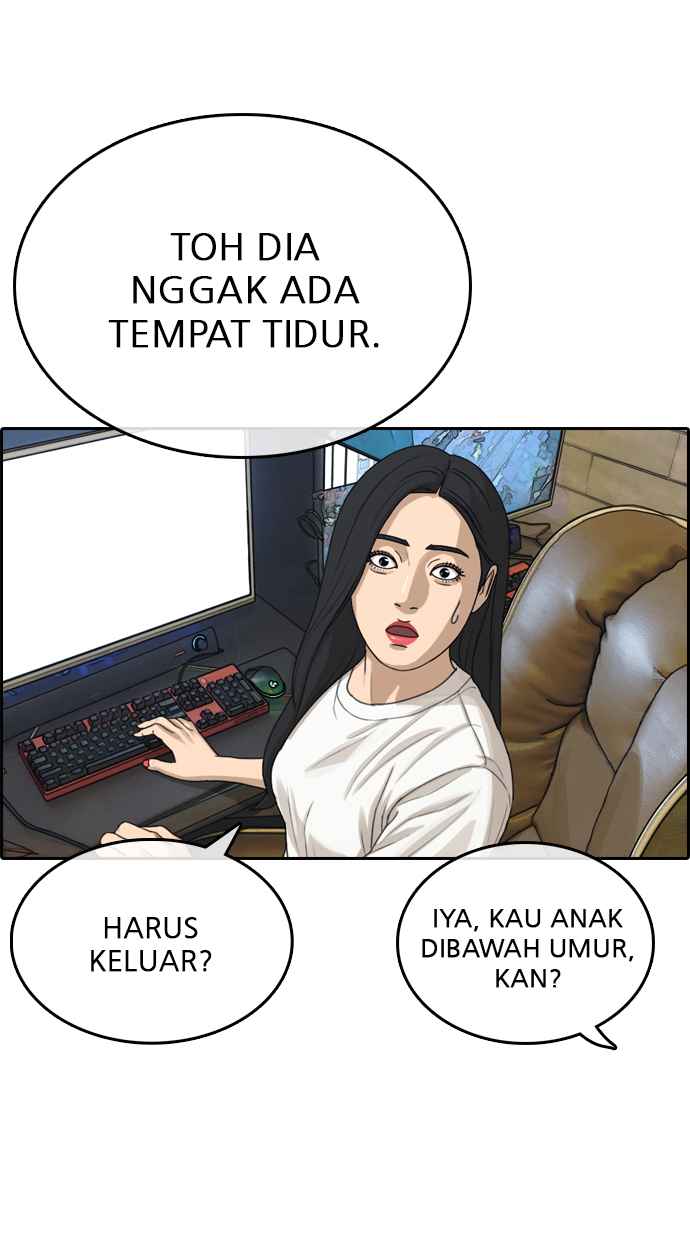 TOH DIA
NGGAK ADA
TEMPAT TIDUR.
HARUS
KELUAR?
IYA, KAU ANAK
DIBAWAH UMUR,
KAN?